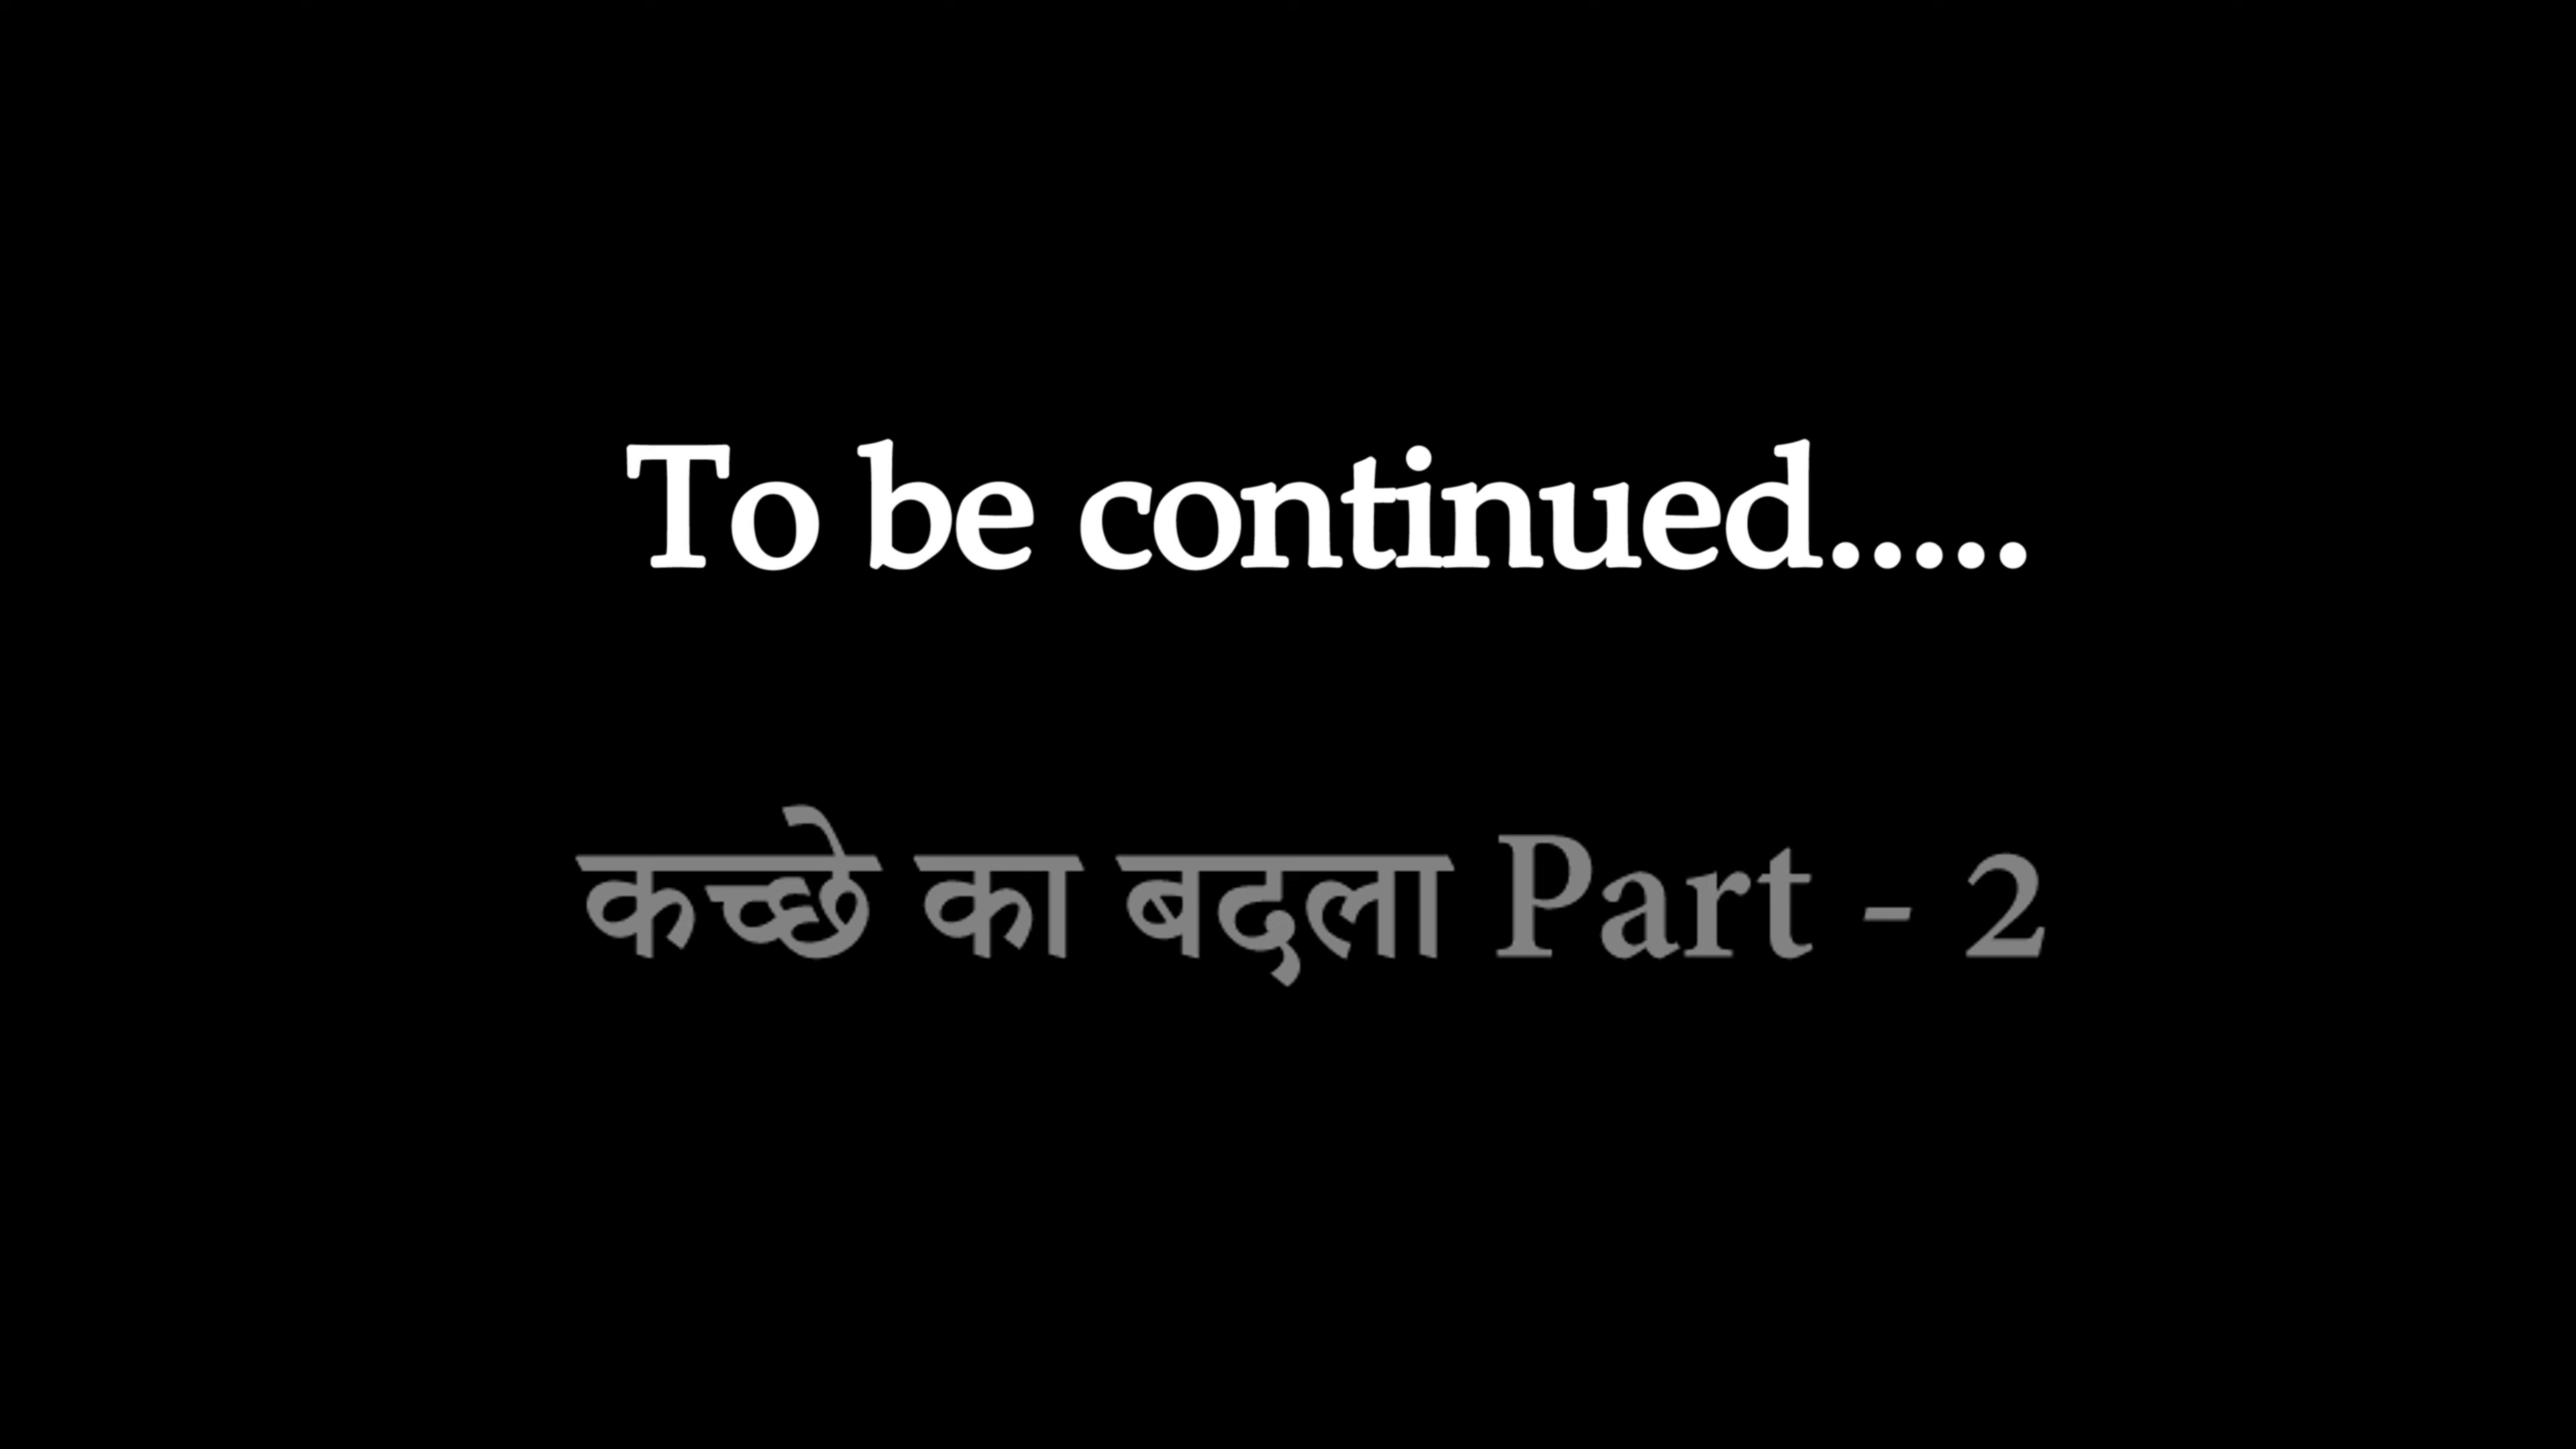 To be continued.....
कच्छे का बदला Part - 2